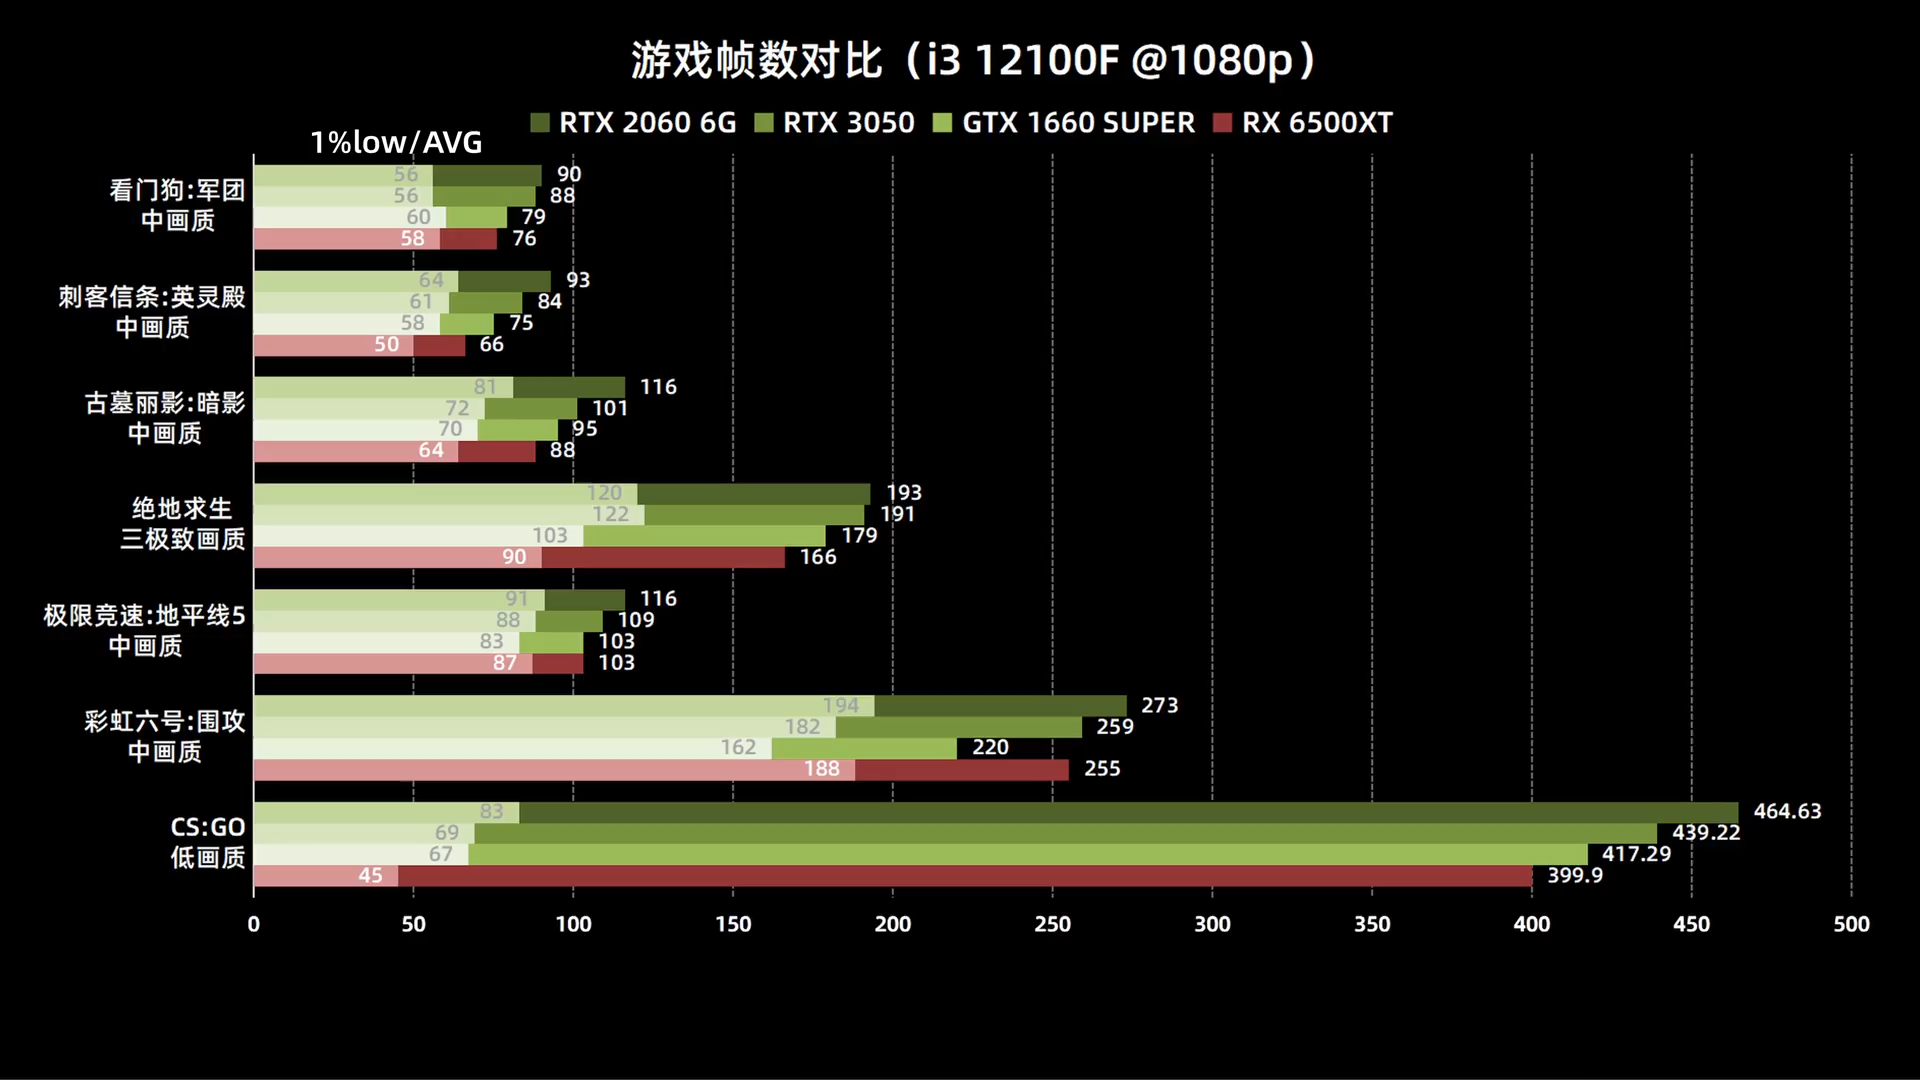 游戏帧数对比（i3 12100F @1080p）
RTX 2060 6G RTX 3050 GTX 1660 SUPER RX 6500XT
1%low/AVG
看门狗:军团
中画质
56 90
56 88
60 79
58 76
刺客信条:英灵殿
中画质
64 93
61 84
58 75
50 66
古墓丽影:暗影
中画质
81 116
72 101
70 95
64 88
绝地求生
三极致画质
120 193
122 191
103 179
90 166
极限竞速:地平线5
中画质
91 116
88 109
83 103
87 103
彩虹六号:围攻
中画质
194 273
182 259
162 220
188 255
CS:GO
低画质
83 464.63
69 439.22
67 417.29
45 399.9
0 50 100 150 200 250 300 350 400 450 500